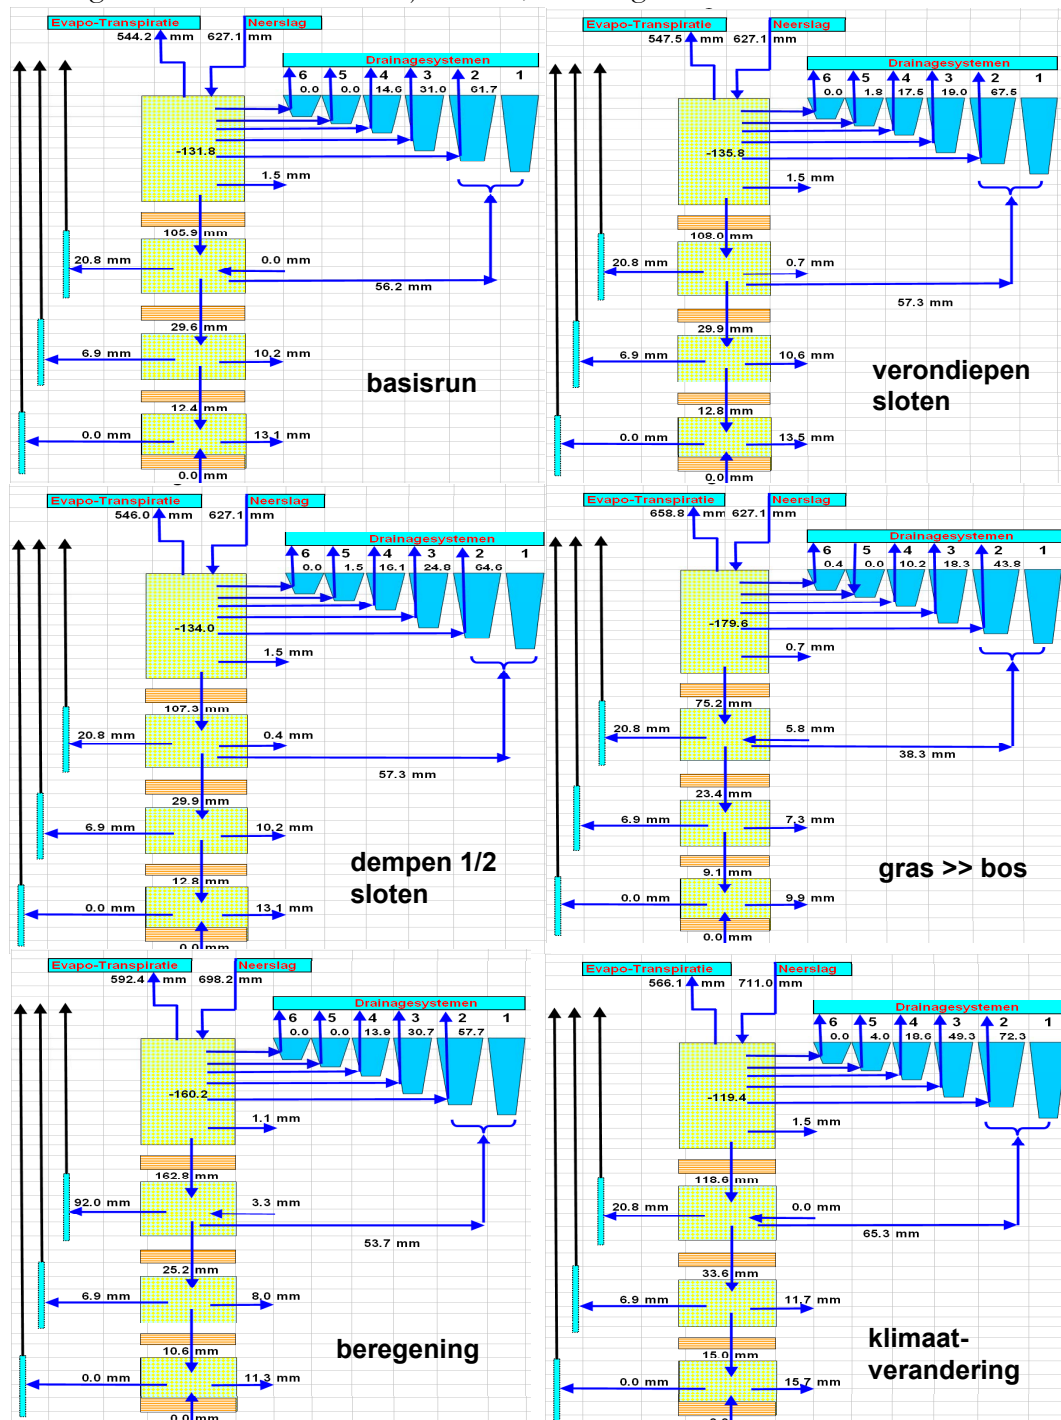 Evapo-Transpiratie Neerslag
544.2 mm 627.1 mm
Drainagesystemen
6 5 4 3 2 1
0.0 0.0 14.6 31.0 61.7
-131.8
1.5 mm
105.9 mm
20.8 mm 0.0 mm
56.2 mm
29.6 mm
6.9 mm 10.2 mm
basisrun
12.4 mm
0.0 mm 13.1 mm
0.0 mm
Evapo-Transpiratie Neerslag
547.5 mm 627.1 mm
Drainagesystemen
6 5 4 3 2 1
0.0 1.8 17.5 19.0 67.5
-135.8
1.5 mm
108.0 mm
20.8 mm 0.7 mm
57.3 mm
29.9 mm
6.9 mm 10.6 mm
verondiepen
sloten
12.8 mm
0.0 mm 13.5 mm
0.0 mm
Evapo-Transpiratie Neerslag
546.0 mm 627.1 mm
Drainagesystemen
6 5 4 3 2 1
0.0 1.5 16.1 24.8 64.6
-134.0
1.5 mm
107.3 mm
20.8 mm 0.4 mm
57.3 mm
29.9 mm
6.9 mm 10.2 mm
dempen 1/2
sloten
12.8 mm
0.0 mm 13.1 mm
0.0 mm
Evapo-Transpiratie Neerslag
658.8 mm 627.1 mm
Drainagesystemen
6 5 4 3 2 1
0.4 0.0 10.2 18.3 43.8
-179.6
0.7 mm
75.2 mm
20.8 mm 5.8 mm
38.3 mm
23.4 mm
6.9 mm 7.3 mm
gras >> bos
9.1 mm
0.0 mm 9.9 mm
0.0 mm
Evapo-Transpiratie Neerslag
592.4 mm 698.2 mm
Drainagesystemen
6 5 4 3 2 1
0.0 0.0 13.9 30.7 57.7
-160.2
1.1 mm
162.8 mm
92.0 mm 3.3 mm
53.7 mm
25.2 mm
6.9 mm 8.0 mm
beregening
10.6 mm
0.0 mm 11.3 mm
0.0 mm
Evapo-Transpiratie Neerslag
566.1 mm 711.0 mm
Drainagesystemen
6 5 4 3 2 1
0.0 4.0 18.6 49.3 72.3
-119.4
1.5 mm
118.6 mm
20.8 mm 0.0 mm
65.3 mm
33.6 mm
6.9 mm 11.7 mm
klimaat-
verandering
15.0 mm
0.0 mm 15.7 mm